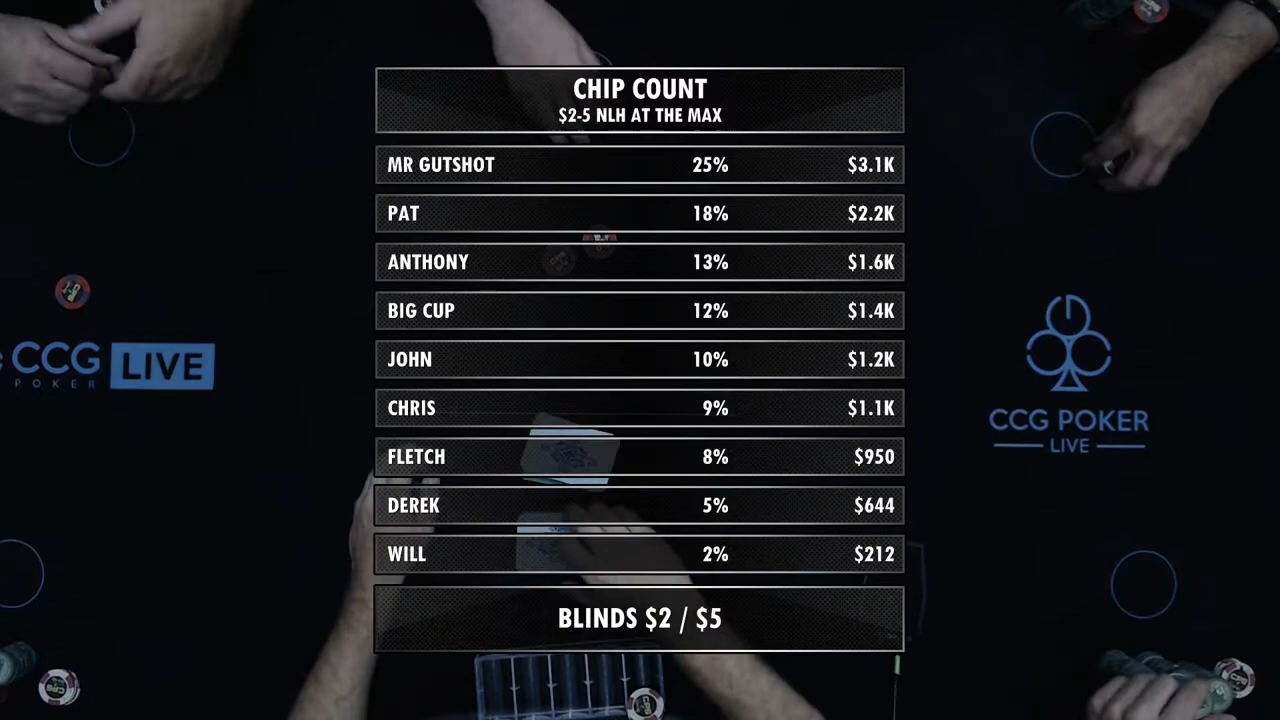 CHIP COUNT
$2-5 NLH AT THE MAX
MR GUTSHOT 25% $3.1K
PAT 18% $2.2K
ANTHONY 13% $1.6K
BIG CUP 12% $1.4K
JOHN 10% $1.2K
CHRIS 9% $1.1K
FLETCH 8% $950
DEREK 5% $644
WILL 2% $212
BLINDS $2 / $5
CCG LIVE
POKER
CCG POKER
LIVE